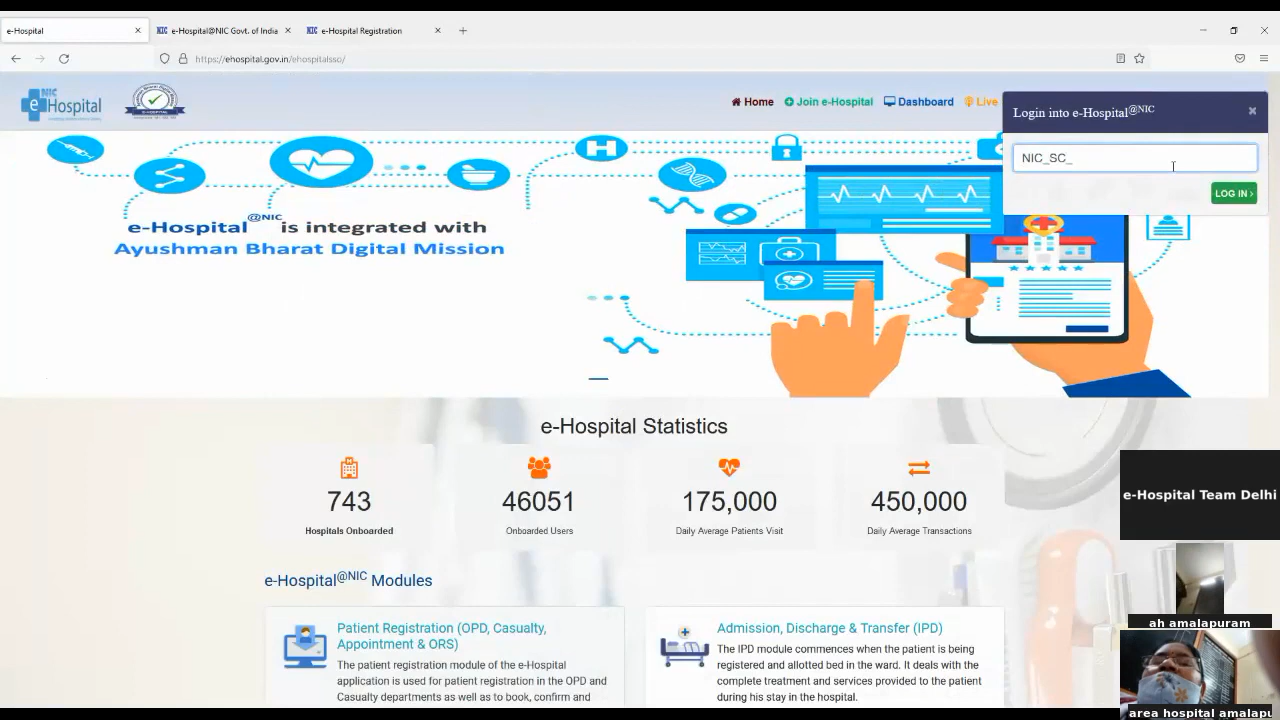 e-Hospital
NIC e-Hospital@NIC Govt. of India
NIC e-Hospital Registration
https://ehospital.gov.in/ehospitalsso/
NIC
e Hospital
Home
Join e-Hospital
Dashboard
Live
Login into e-Hospital@NIC
NIC_SC_
LOG IN
H
e-Hospital@NIC is integrated with
Ayushman Bharat Digital Mission
e-Hospital Statistics
743
Hospitals Onboarded
46051
Onboarded Users
175,000
Daily Average Patients Visit
450,000
Daily Average Transactions
e-Hospital@NIC Modules
Patient Registration (OPD, Casualty,
Appointment & ORS)
The patient registration module of the e-Hospital
application is used for patient registration in the OPD and
Casualty departments as well as to book, confirm and
Admission, Discharge & Transfer (IPD)
The IPD module commences when the patient is being
registered and allotted bed in the ward. It deals with the
complete treatment and services provided to the patient
during his stay in the hospital.
e-Hospital Team Delhi
ah amalapuram
area hospital amalapu